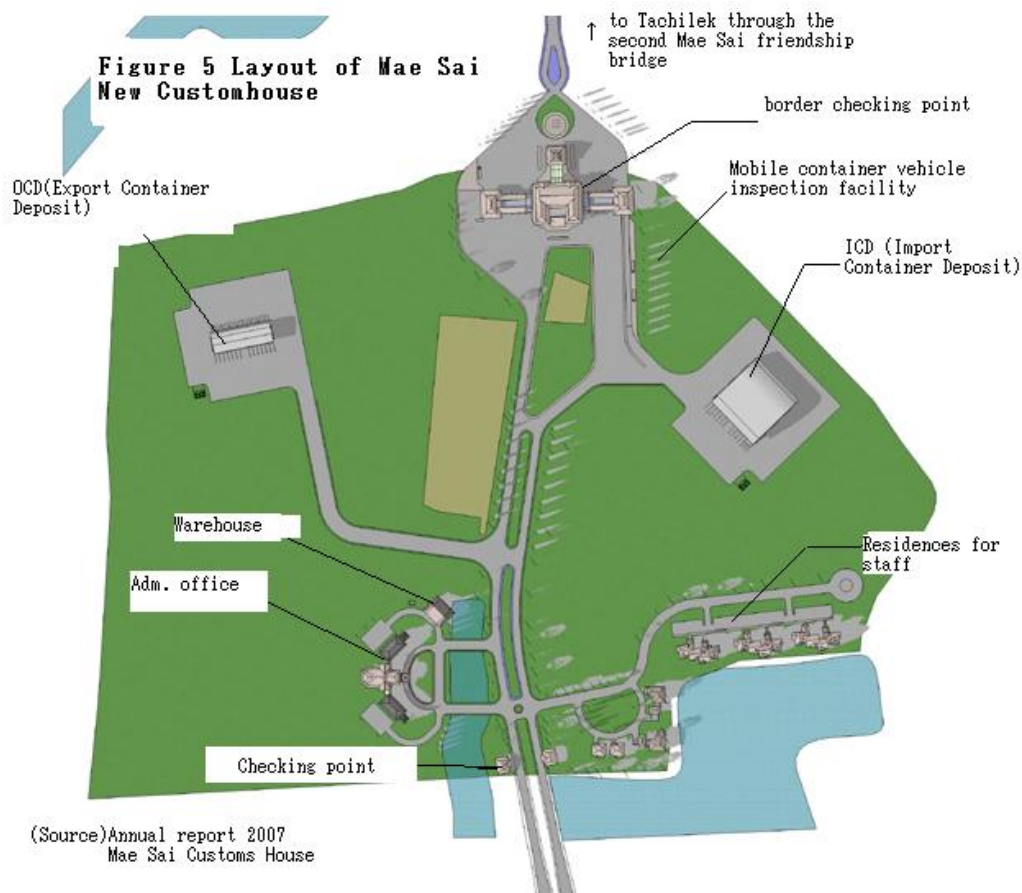 ↑ to Tachilek through the
second Mae Sai friendship
bridge
Figure 5 Layout of Mae Sai
New Customhouse
border checking point
Mobile container vehicle
inspection facility
OCD(Export Container
Deposit)
ICD (Import
Container Deposit)
Warehouse
Adm. office
Residences for
staff
Checking point
(Source)Annual report 2007
Mae Sai Customs House